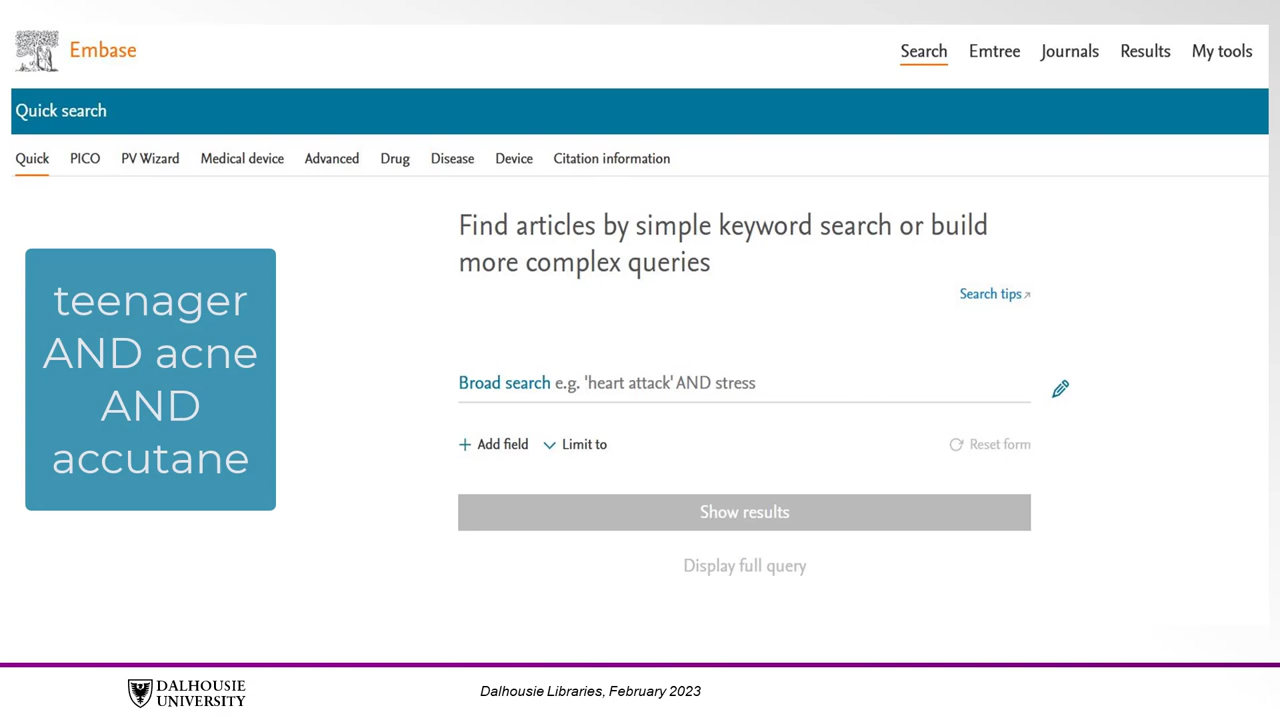 Embase
Search Emtree Journals Results My tools
Quick search
Quick PICO PV Wizard Medical device Advanced Drug Disease Device Citation information
Find articles by simple keyword search or build
more complex queries
Search tips
teenager
AND acne
AND
accutane
Broad search e.g. 'heart attack' AND stress
Add field Limit to Reset form
Show results
Display full query
DALHOUSIE
UNIVERSITY
Dalhousie Libraries, February 2023